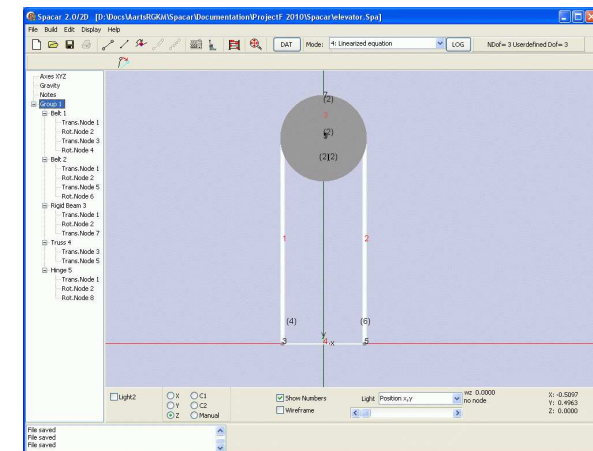 Spacar 2.0/2D [D:\Docs\AartsRGKM\Spacar\Documentation\ProjectF_2010\Spacar\elevator.Spa]
File Build Edit Display Help
DAT Mode: 4: Linearized equation LOG NDof= 3 Userdefined Dof= 3
Axes XYZ
Gravity
Notes
Group 1
Belt 1
Trans.Node 1
Rot.Node 2
Trans.Node 3
Rot.Node 4
Belt 2
Trans.Node 1
Rot.Node 2
Trans.Node 5
Rot.Node 6
Rigid Beam 3
Trans.Node 1
Rot.Node 2
Trans.Node 7
Truss 4
Trans.Node 3
Trans.Node 5
Hinge 5
Trans.Node 1
Rot.Node 2
Rot.Node 8
7
(2)
3
(2)
(2)(2)
1 2
(4) (6)
y
3 4 x 5
Light2
X C1
Y C2
Z Manual
Show Numbers
Wireframe
Light Position x,y
wz 0.0000
no node
X: -0.5097
Y: 0.4963
Z: 0.0000
File saved
File saved
File saved